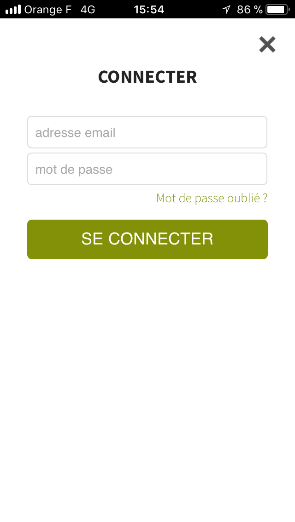 Orange F 4G 15:54 86 %
CONNECTER
adresse email
mot de passe
Mot de passe oublié ?
SE CONNECTER